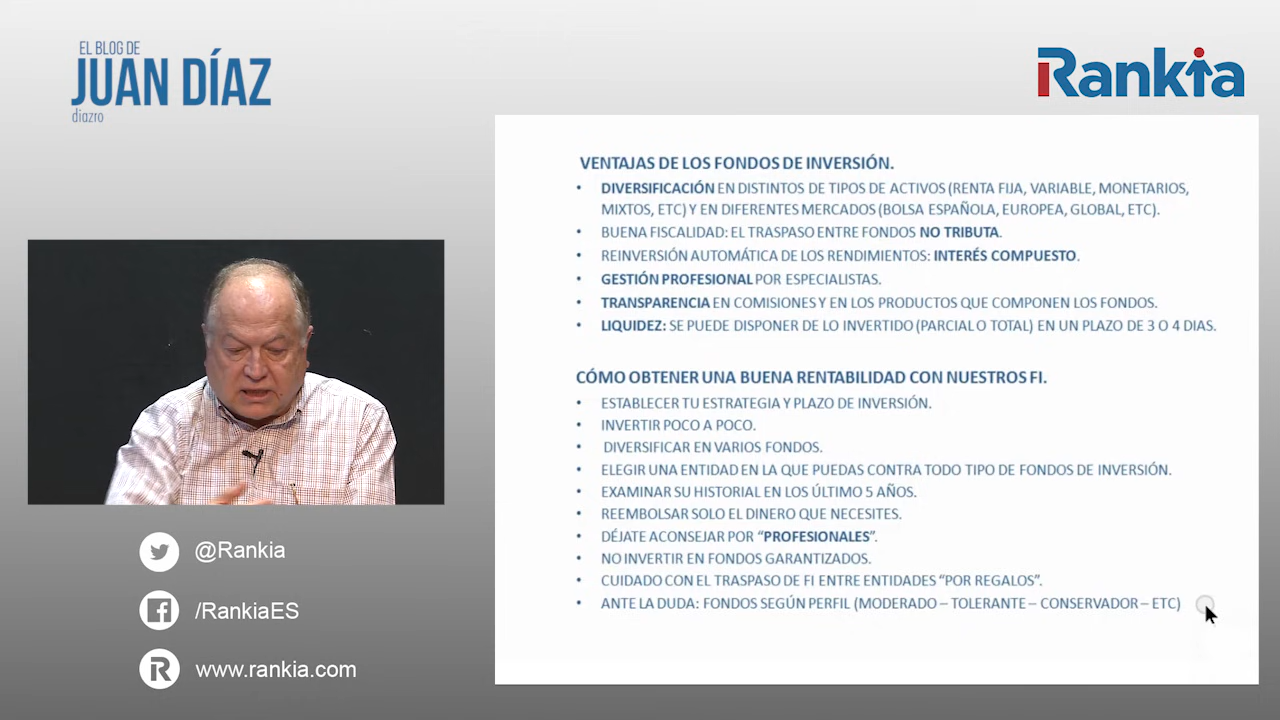 EL BLOG DE
JUAN DÍAZ
diazro
Rankia
VENTAJAS DE LOS FONDOS DE INVERSIÓN.
• DIVERSIFICACIÓN EN DISTINTOS DE TIPOS DE ACTIVOS (RENTA FIJA, VARIABLE, MONETARIOS,
MIXTOS, ETC) Y EN DIFERENTES MERCADOS (BOLSA ESPAÑOLA, EUROPEA, GLOBAL, ETC).
• BUENA FISCALIDAD: EL TRASPASO ENTRE FONDOS NO TRIBUTA.
• REINVERSIÓN AUTOMÁTICA DE LOS RENDIMIENTOS: INTERÉS COMPUESTO.
• GESTIÓN PROFESIONAL POR ESPECIALISTAS.
• TRANSPARENCIA EN COMISIONES Y EN LOS PRODUCTOS QUE COMPONEN LOS FONDOS.
• LIQUIDEZ: SE PUEDE DISPONER DE LO INVERTIDO (PARCIAL O TOTAL) EN UN PLAZO DE 3 O 4 DIAS.
CÓMO OBTENER UNA BUENA RENTABILIDAD CON NUESTROS FI.
• ESTABLECER TU ESTRATEGIA Y PLAZO DE INVERSIÓN.
• INVERTIR POCO A POCO.
• DIVERSIFICAR EN VARIOS FONDOS.
• ELEGIR UNA ENTIDAD EN LA QUE PUEDAS CONTRA TODO TIPO DE FONDOS DE INVERSIÓN.
• EXAMINAR SU HISTORIAL EN LOS ÚLTIMO 5 AÑOS.
• REEMBOLSAR SOLO EL DINERO QUE NECESITES.
• DÉJATE ACONSEJAR POR “PROFESIONALES”.
• NO INVERTIR EN FONDOS GARANTIZADOS.
• CUIDADO CON EL TRASPASO DE FI ENTRE ENTIDADES “POR REGALOS”.
• ANTE LA DUDA: FONDOS SEGÚN PERFIL (MODERADO – TOLERANTE – CONSERVADOR – ETC)
@Rankia
/RankiaES
R www.rankia.com